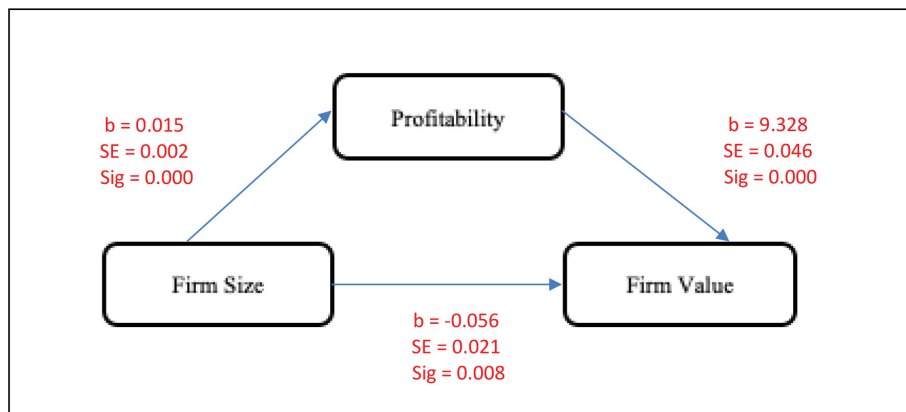 Profitability
b = 0.015
SE = 0.002
Sig = 0.000
b = 9.328
SE = 0.046
Sig = 0.000
Firm Size
Firm Value
b = -0.056
SE = 0.021
Sig = 0.008